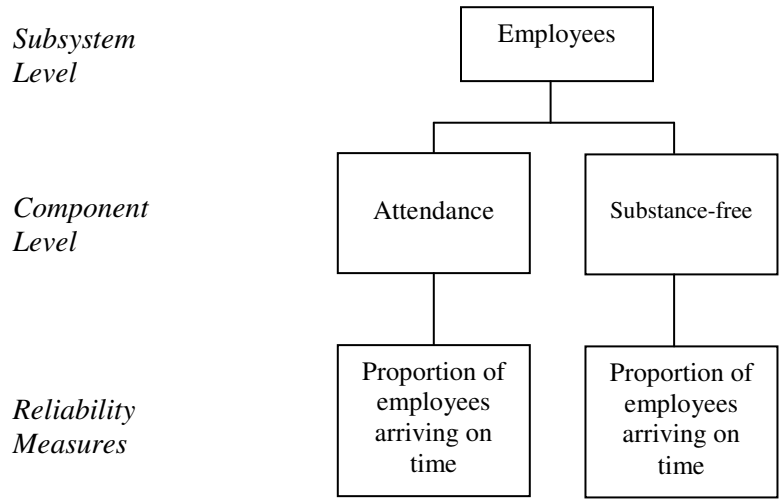 Subsystem
Level
Employees
Component
Level
Attendance
Substance-free
Reliability
Measures
Proportion of
employees
arriving on
time
Proportion of
employees
arriving on
time